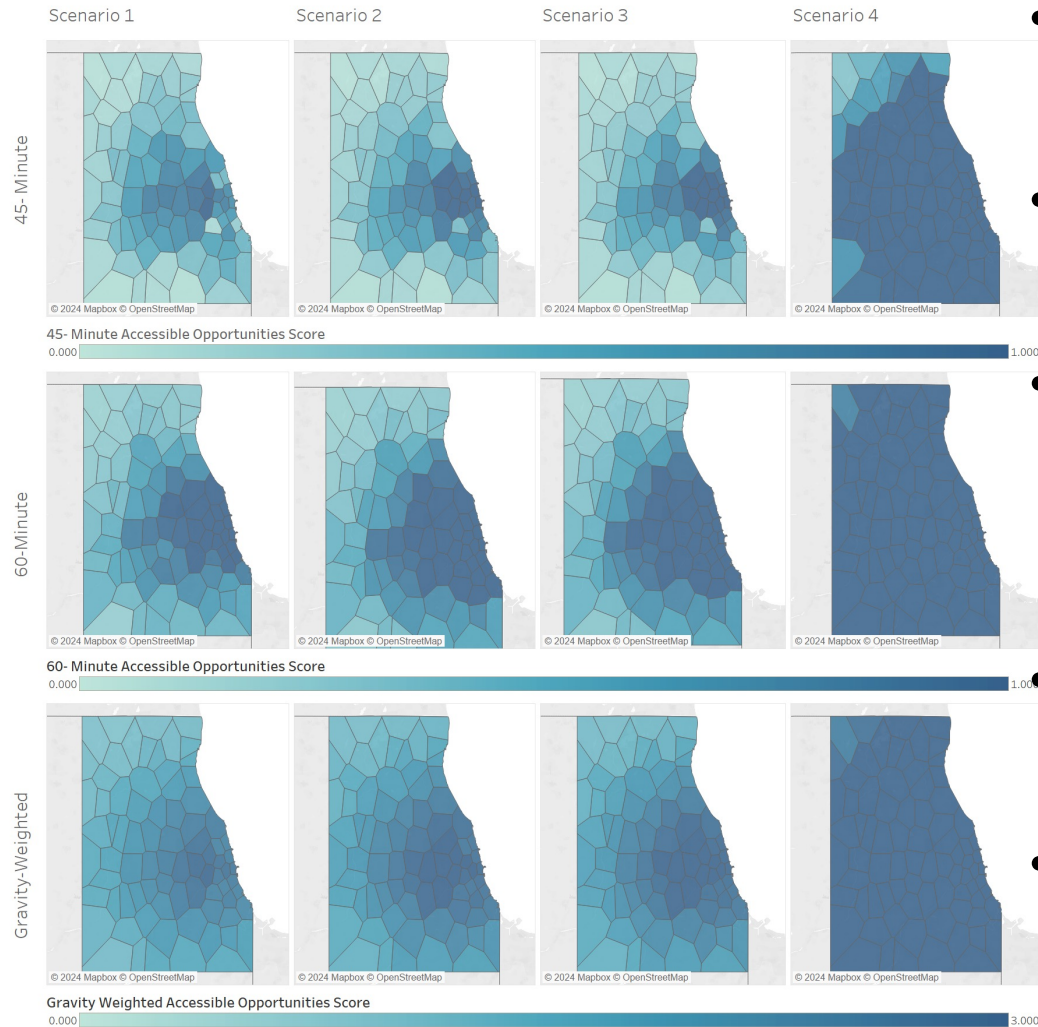 Scenario 1
Scenario 2
Scenario 3
Scenario 4
45- Minute
© 2024 Mapbox © OpenStreetMap
© 2024 Mapbox © OpenStreetMap
© 2024 Mapbox © OpenStreetMap
© 2024 Mapbox © OpenStreetMap
45- Minute Accessible Opportunities Score
0.000
1.000
60-Minute
© 2024 Mapbox © OpenStreetMap
© 2024 Mapbox © OpenStreetMap
© 2024 Mapbox © OpenStreetMap
© 2024 Mapbox © OpenStreetMap
60- Minute Accessible Opportunities Score
0.000
Gravity-Weighted
© 2024 Mapbox © OpenStreetMap
© 2024 Mapbox © OpenStreetMap
© 2024 Mapbox © OpenStreetMap
© 2024 Mapbox © OpenStreetMap
Gravity Weighted Accessible Opportunities Score
0.000
3.000